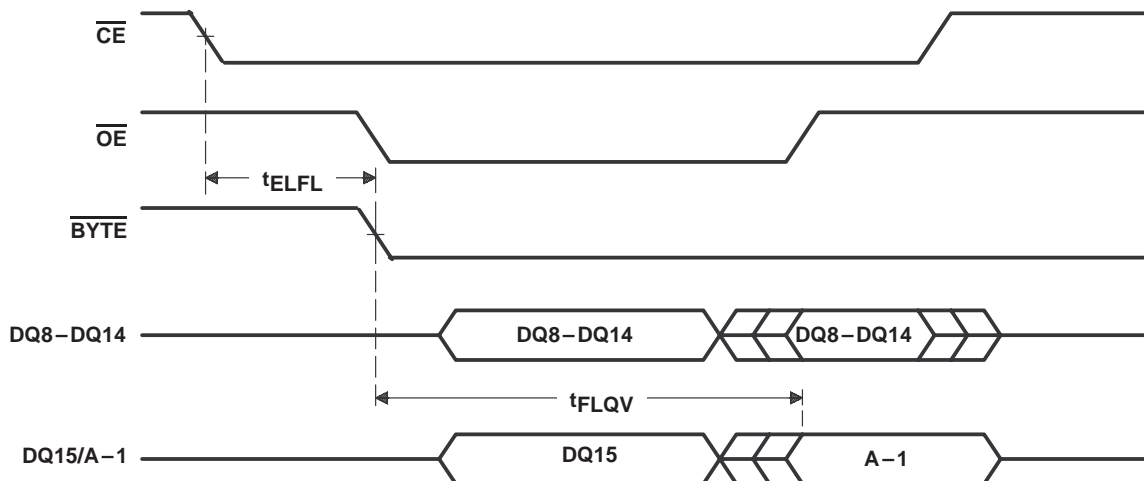 CE
OE
tELFL
BYTE
DQ8–DQ14
DQ8–DQ14
DQ8–DQ14
tFLQV
DQ15/A–1
DQ15
A–1